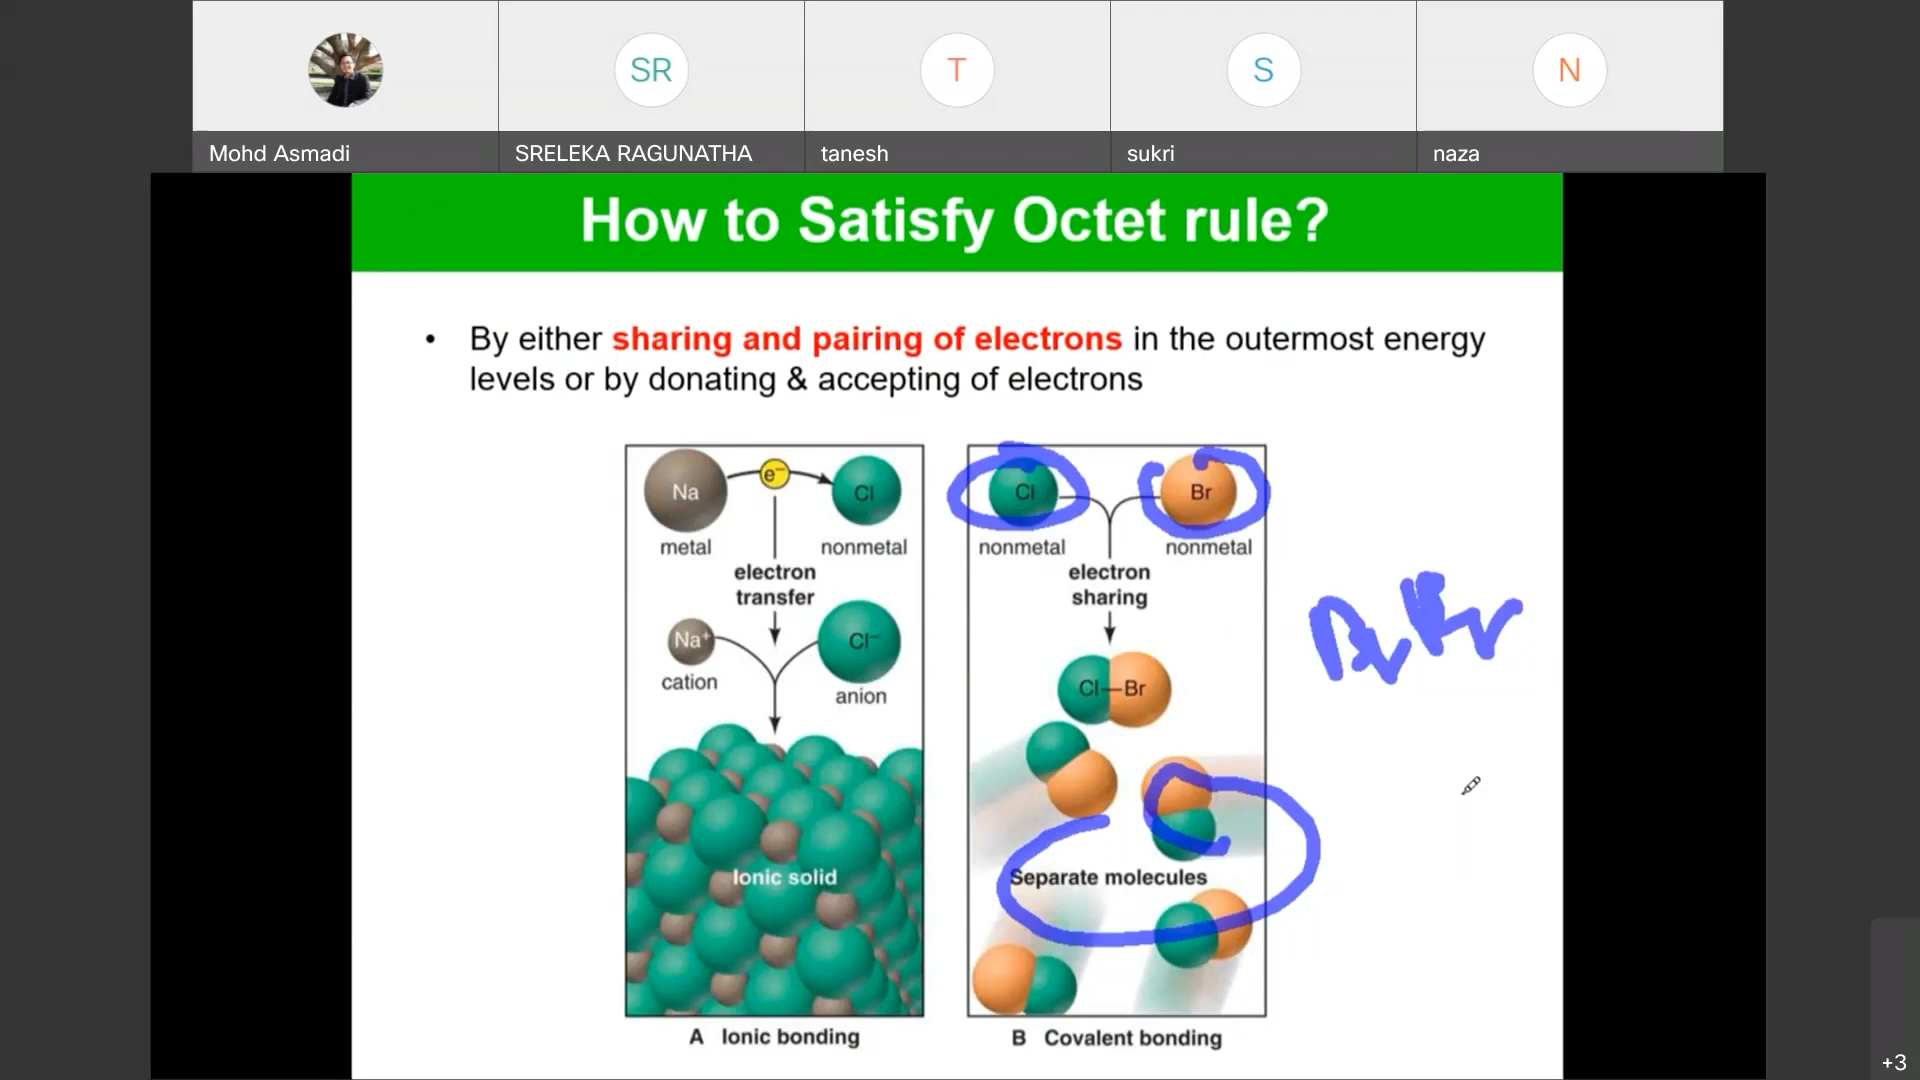 SR
T
S
N
Mohd Asmadi
SRELEKA RAGUNATHA
tanesh
sukri
naza
How to Satisfy Octet rule?
• By either sharing and pairing of electrons in the outermost energy
levels or by donating & accepting of electrons
Na
e⁻
Cl
metal
nonmetal
electron
transfer
Na⁺
Cl⁻
cation
anion
Ionic solid
A Ionic bonding
Cl
Br
nonmetal
nonmetal
electron
sharing
Cl—Br
Separate molecules
B Covalent bonding
+3